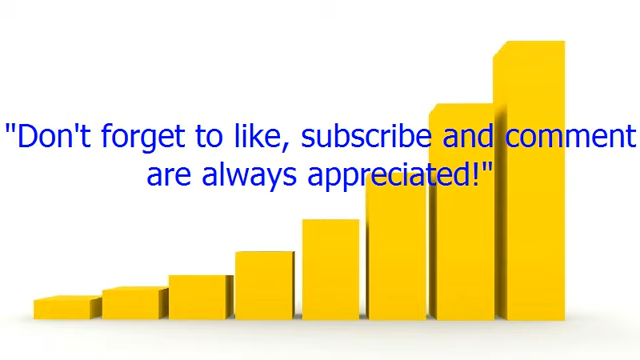 "Don't forget to like, subscribe and comment
are always appreciated!"